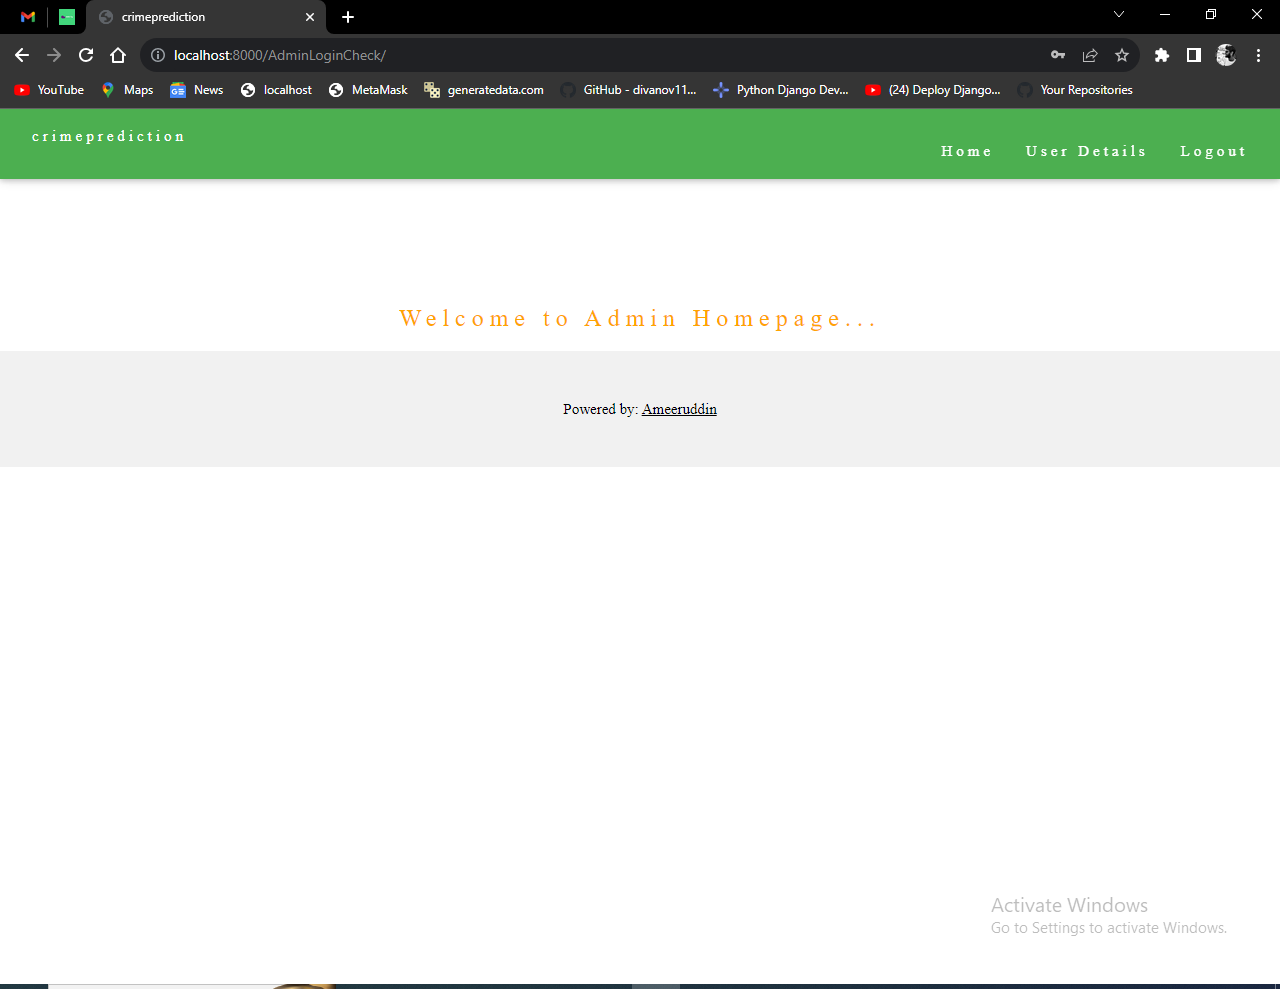 crimeprediction
localhost:8000/AdminLoginCheck/
YouTube Maps News localhost MetaMask generatedata.com GitHub - divanov11... Python Django Dev... (24) Deploy Django... Your Repositories
crimeprediction
Home User Details Logout
Welcome to Admin Homepage...
Powered by: Ameeruddin
Activate Windows
Go to Settings to activate Windows.